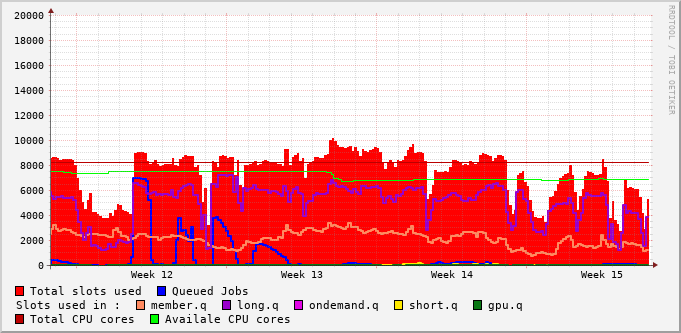 RRDTOOL / TOBI OETIKER
20000
18000
16000
14000
12000
10000
8000
6000
4000
2000
0
Week 12 Week 13 Week 14 Week 15
Total slots used Queued Jobs
Slots used in : member.q long.q ondemand.q short.q gpu.q
Total CPU cores Availale CPU cores